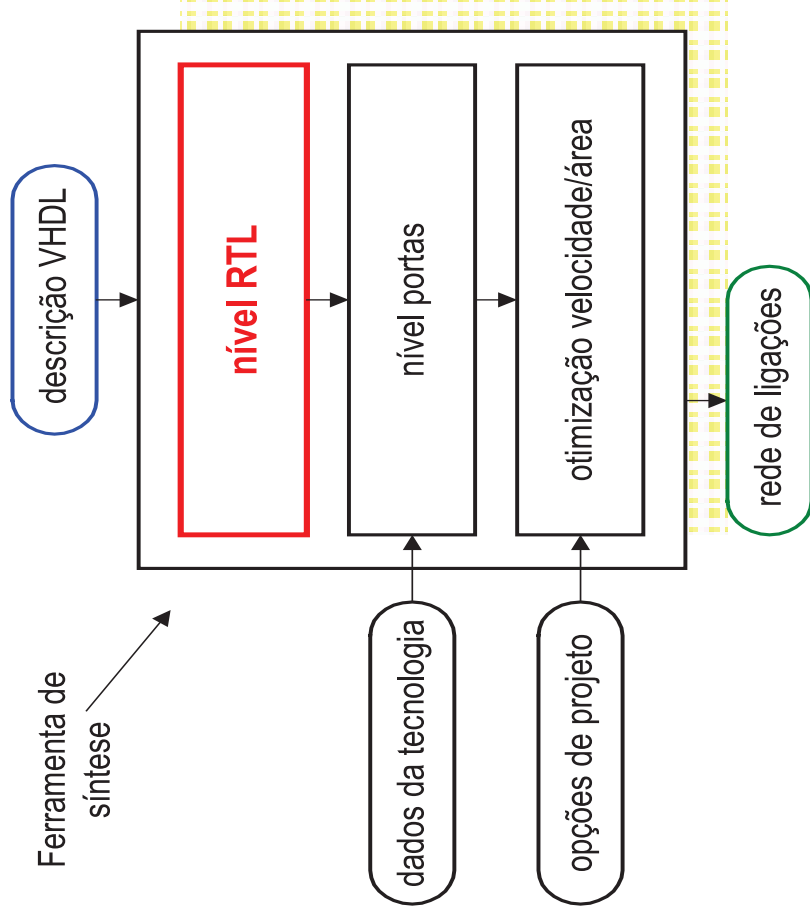 Ferramenta de
síntese
descrição VHDL
nível RTL
dados da tecnologia
nível portas
opções de projeto
otimização velocidade/área
rede de ligações